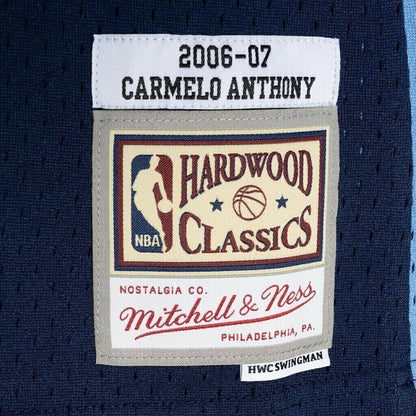 2006-07
CARMELO ANTHONY
HARDWOOD
CLASSICS
NBA
NOSTALGIA CO.
Mitchell & Ness
PHILADELPHIA, PA.
HWC SWINGMAN